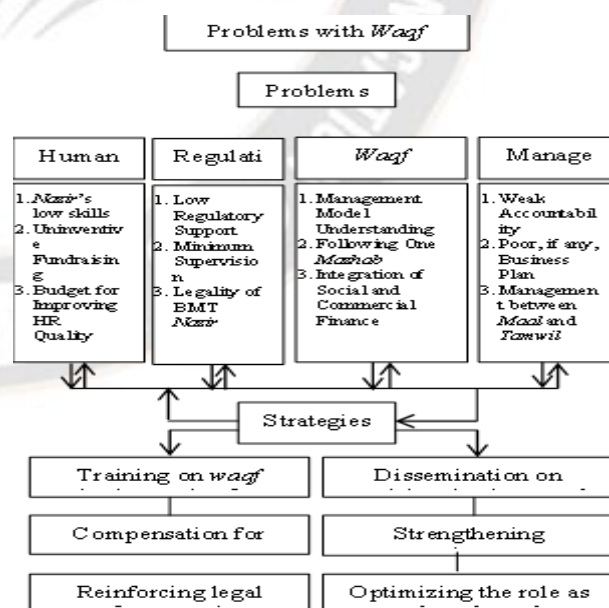 Problems with Waqf
Problems
Human
Regulati
Waqf
Manage
1. Nazir's
low skills
2. Uninventiv
e
Fundraisin
g
3. Budget for
Improving
HR
Quality
1. Low
Regulatory
Support
2. Minimum
Supervisio
n
3. Legality of
BMT
Nazir
1. Management
Model
Understanding
2. Following One
Mazhab
3. Integration of
Social and
Commercial
Finance
1. Weak
Accountabil
ity
2. Poor, if any,
Business
Plan
3. Managemen
t between
Maal and
Tamwil
Strategies
Training on waqf
Dissemination on
Compensation for
Strengthening
Reinforcing legal
Optimizing the role as